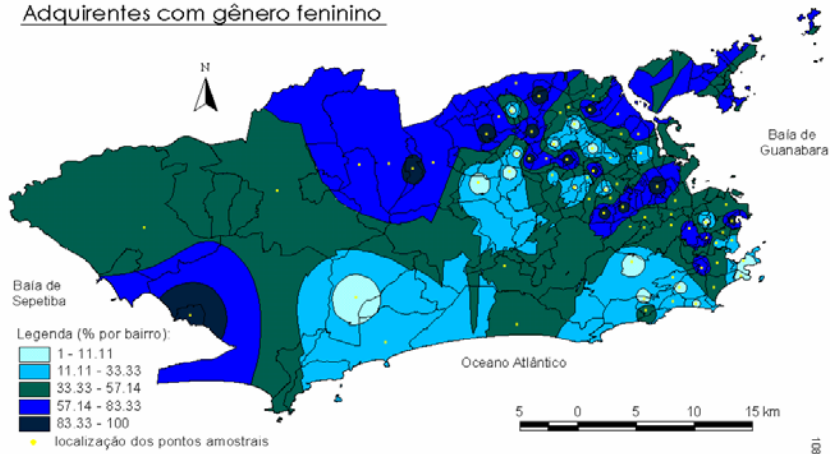 Adquirentes com gênero feninino
N
Baía de
Guanabara
Baía de
Sepetiba
Legenda (% por bairro):
1 - 11.11
11.11 - 33.33
33.33 - 57.14
57.14 - 83.33
83.33 - 100
localização dos pontos amostrais
Oceano Atlântico
5 0 5 10 15 km
108